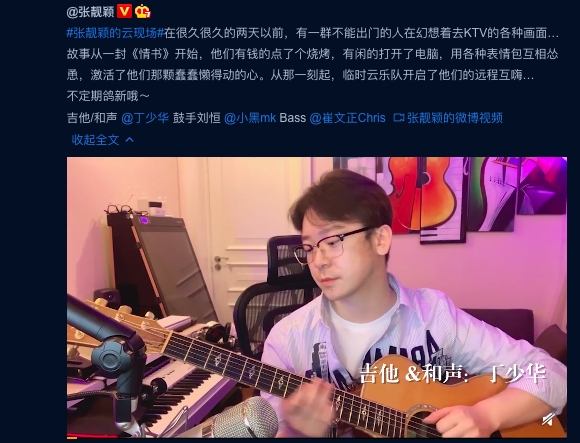 @张靓颖
#张靓颖的云现场#在很久很久的两天以前，有一群不能出门的人在幻想着去KTV的各种画面…
故事从一封《情书》开始，他们有钱的点了个烧烤，有闲的打开了电脑，用各种表情包互相怂
恿，激活了他们那颗蠢蠢懒得动的心。从那一刻起，临时云乐队开启了他们的远程互嗨…
不定期鸽新哦～
吉他/和声 @丁少华 鼓手刘恒 @小黑mk Bass @崔文正Chris 张靓颖的微博视频
收起全文
吉他 &和声： 丁少华